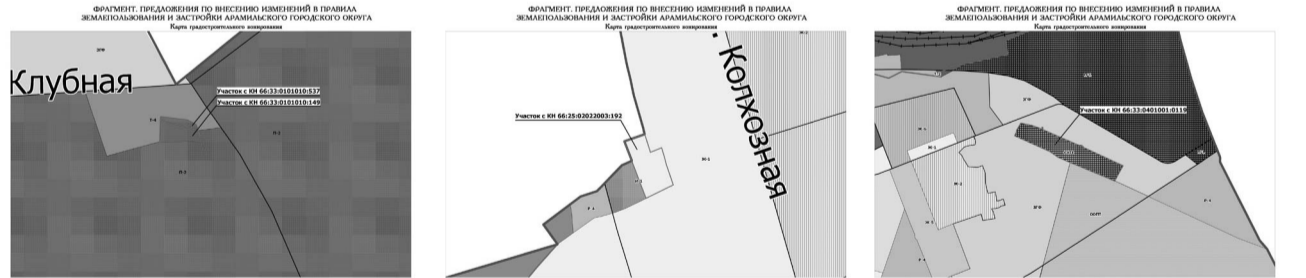 ФРАГМЕНТ. ПРЕДЛОЖЕНИЯ ПО ВНЕСЕНИЮ ИЗМЕНЕНИЙ В ПРАВИЛА
ЗЕМЛЕПОЛЬЗОВАНИЯ И ЗАСТРОЙКИ АРАМИЛЬСКОГО ГОРОДСКОГО ОКРУГА
Карта градостроительного зонирования
Клубная
Участок с КН 66:33:0101010:537
Участок с КН 66:33:0101010:149
ФРАГМЕНТ. ПРЕДЛОЖЕНИЯ ПО ВНЕСЕНИЮ ИЗМЕНЕНИЙ В ПРАВИЛА
ЗЕМЛЕПОЛЬЗОВАНИЯ И ЗАСТРОЙКИ АРАМИЛЬСКОГО ГОРОДСКОГО ОКРУГА
Карта градостроительного зонирования
. Колхозная
Участок с КН 66:25:02022003:192
ФРАГМЕНТ. ПРЕДЛОЖЕНИЯ ПО ВНЕСЕНИЮ ИЗМЕНЕНИЙ В ПРАВИЛА
ЗЕМЛЕПОЛЬЗОВАНИЯ И ЗАСТРОЙКИ АРАМИЛЬСКОГО ГОРОДСКОГО ОКРУГА
Карта градостроительного зонирования
Участок с КН 66:33:0401001:0119